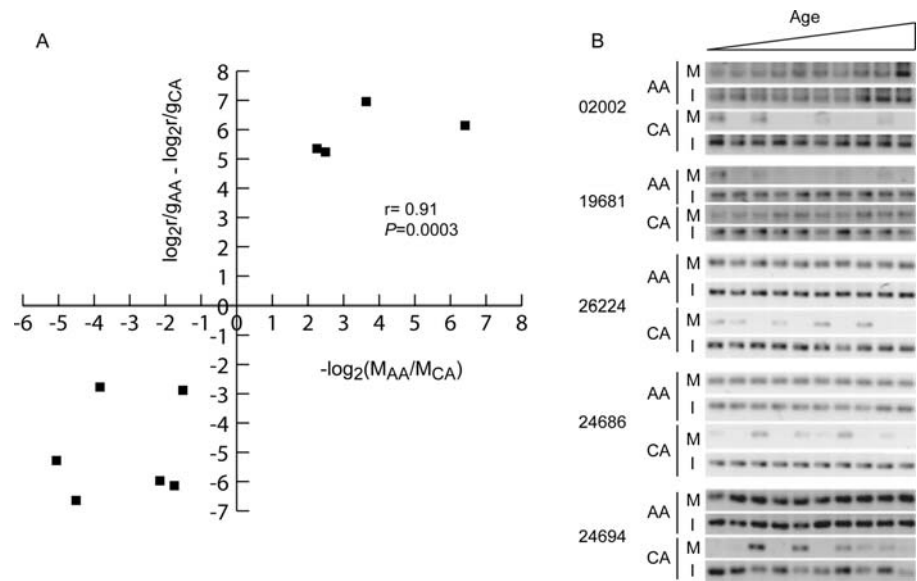 A
8
7
6
5
4
3
2
1
0
-1
-2
-3
-4
-5
-6
-7
-6 -5 -4 -3 -2 -1 0 1 2 3 4 5 6 7 8
log₂r/gAA - log₂r/gCA
r= 0.91
P=0.0003
-log₂(MAA/MCA)
B
Age
02002
AA M
I
CA M
I
19681
AA M
I
CA M
I
26224
AA M
I
CA M
I
24686
AA M
I
CA M
I
24694
AA M
I
CA M
I